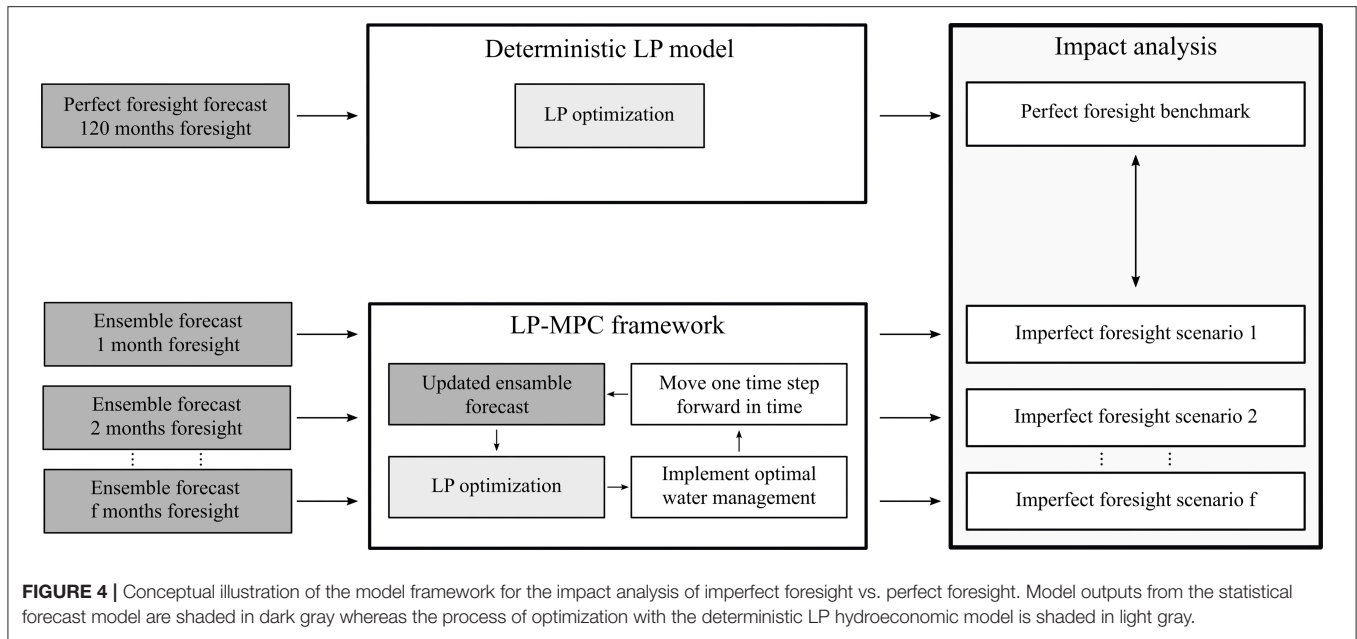 Deterministic LP model
Impact analysis
Perfect foresight forecast
120 months foresight
LP optimization
Perfect foresight benchmark
Ensemble forecast
1 month foresight
LP-MPC framework
Imperfect foresight scenario 1
Updated ensamble
forecast
Move one time step
forward in time
Ensemble forecast
2 months foresight
Imperfect foresight scenario 2
LP optimization
Implement optimal
water management
Ensemble forecast
f months foresight
Imperfect foresight scenario f
FIGURE 4 | Conceptual illustration of the model framework for the impact analysis of imperfect foresight vs. perfect foresight. Model outputs from the statistical
forecast model are shaded in dark gray whereas the process of optimization with the deterministic LP hydroeconomic model is shaded in light gray.